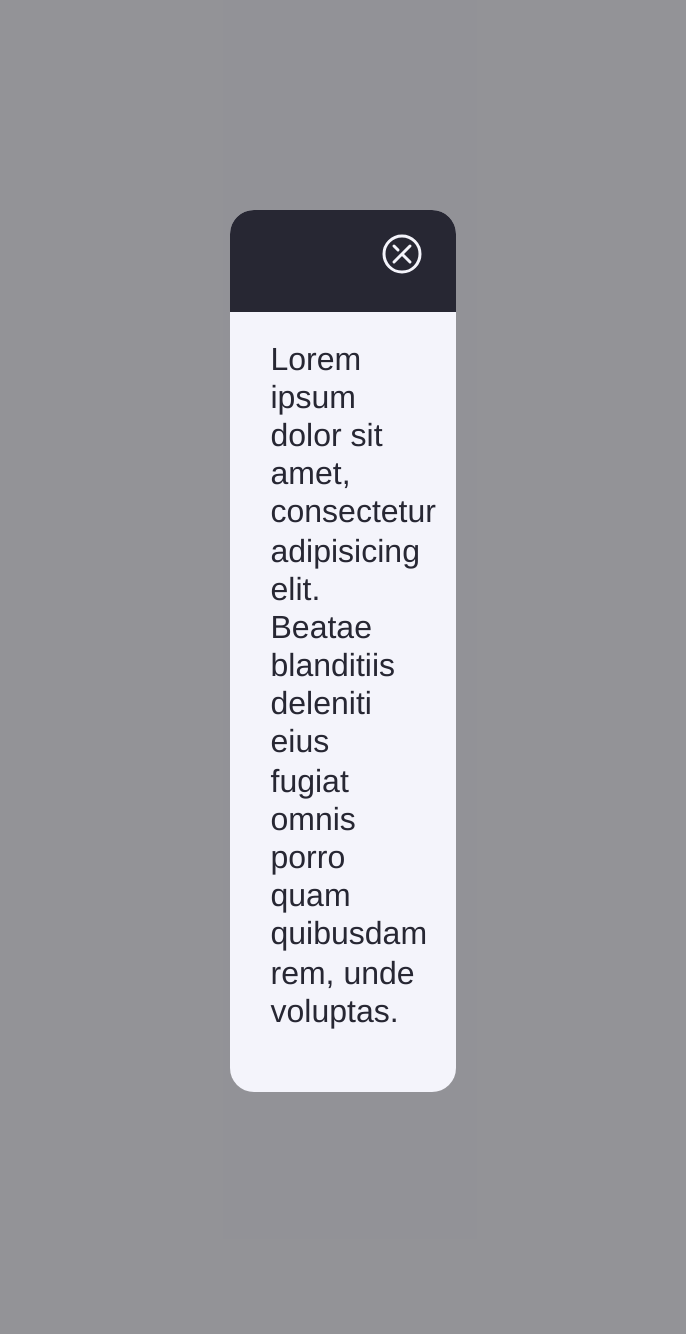 Lorem
ipsum
dolor sit
amet,
consectetur
adipisicing
elit.
Beatae
blanditiis
deleniti
eius
fugiat
omnis
porro
quam
quibusdam
rem, unde
voluptas.